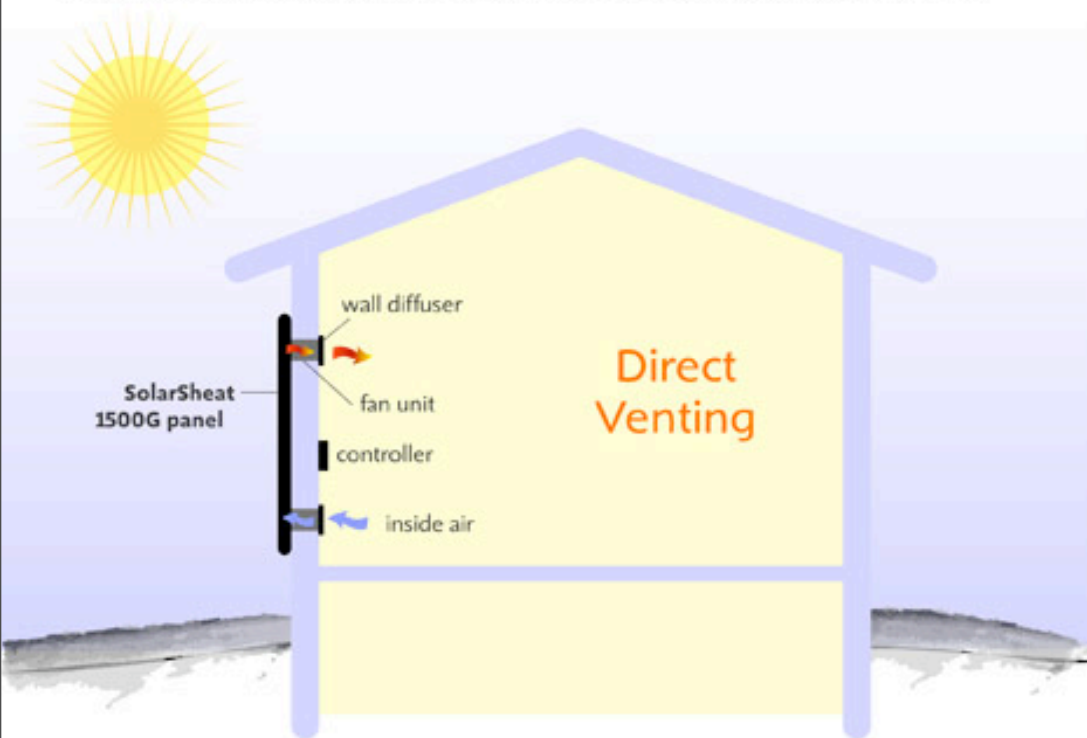 wall diffuser
SolarSheat
1500G panel
fan unit
controller
inside air
Direct
Venting